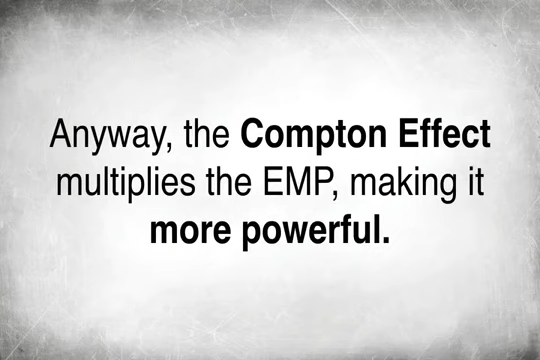 Anyway, the Compton Effect
multiplies the EMP, making it
more powerful.